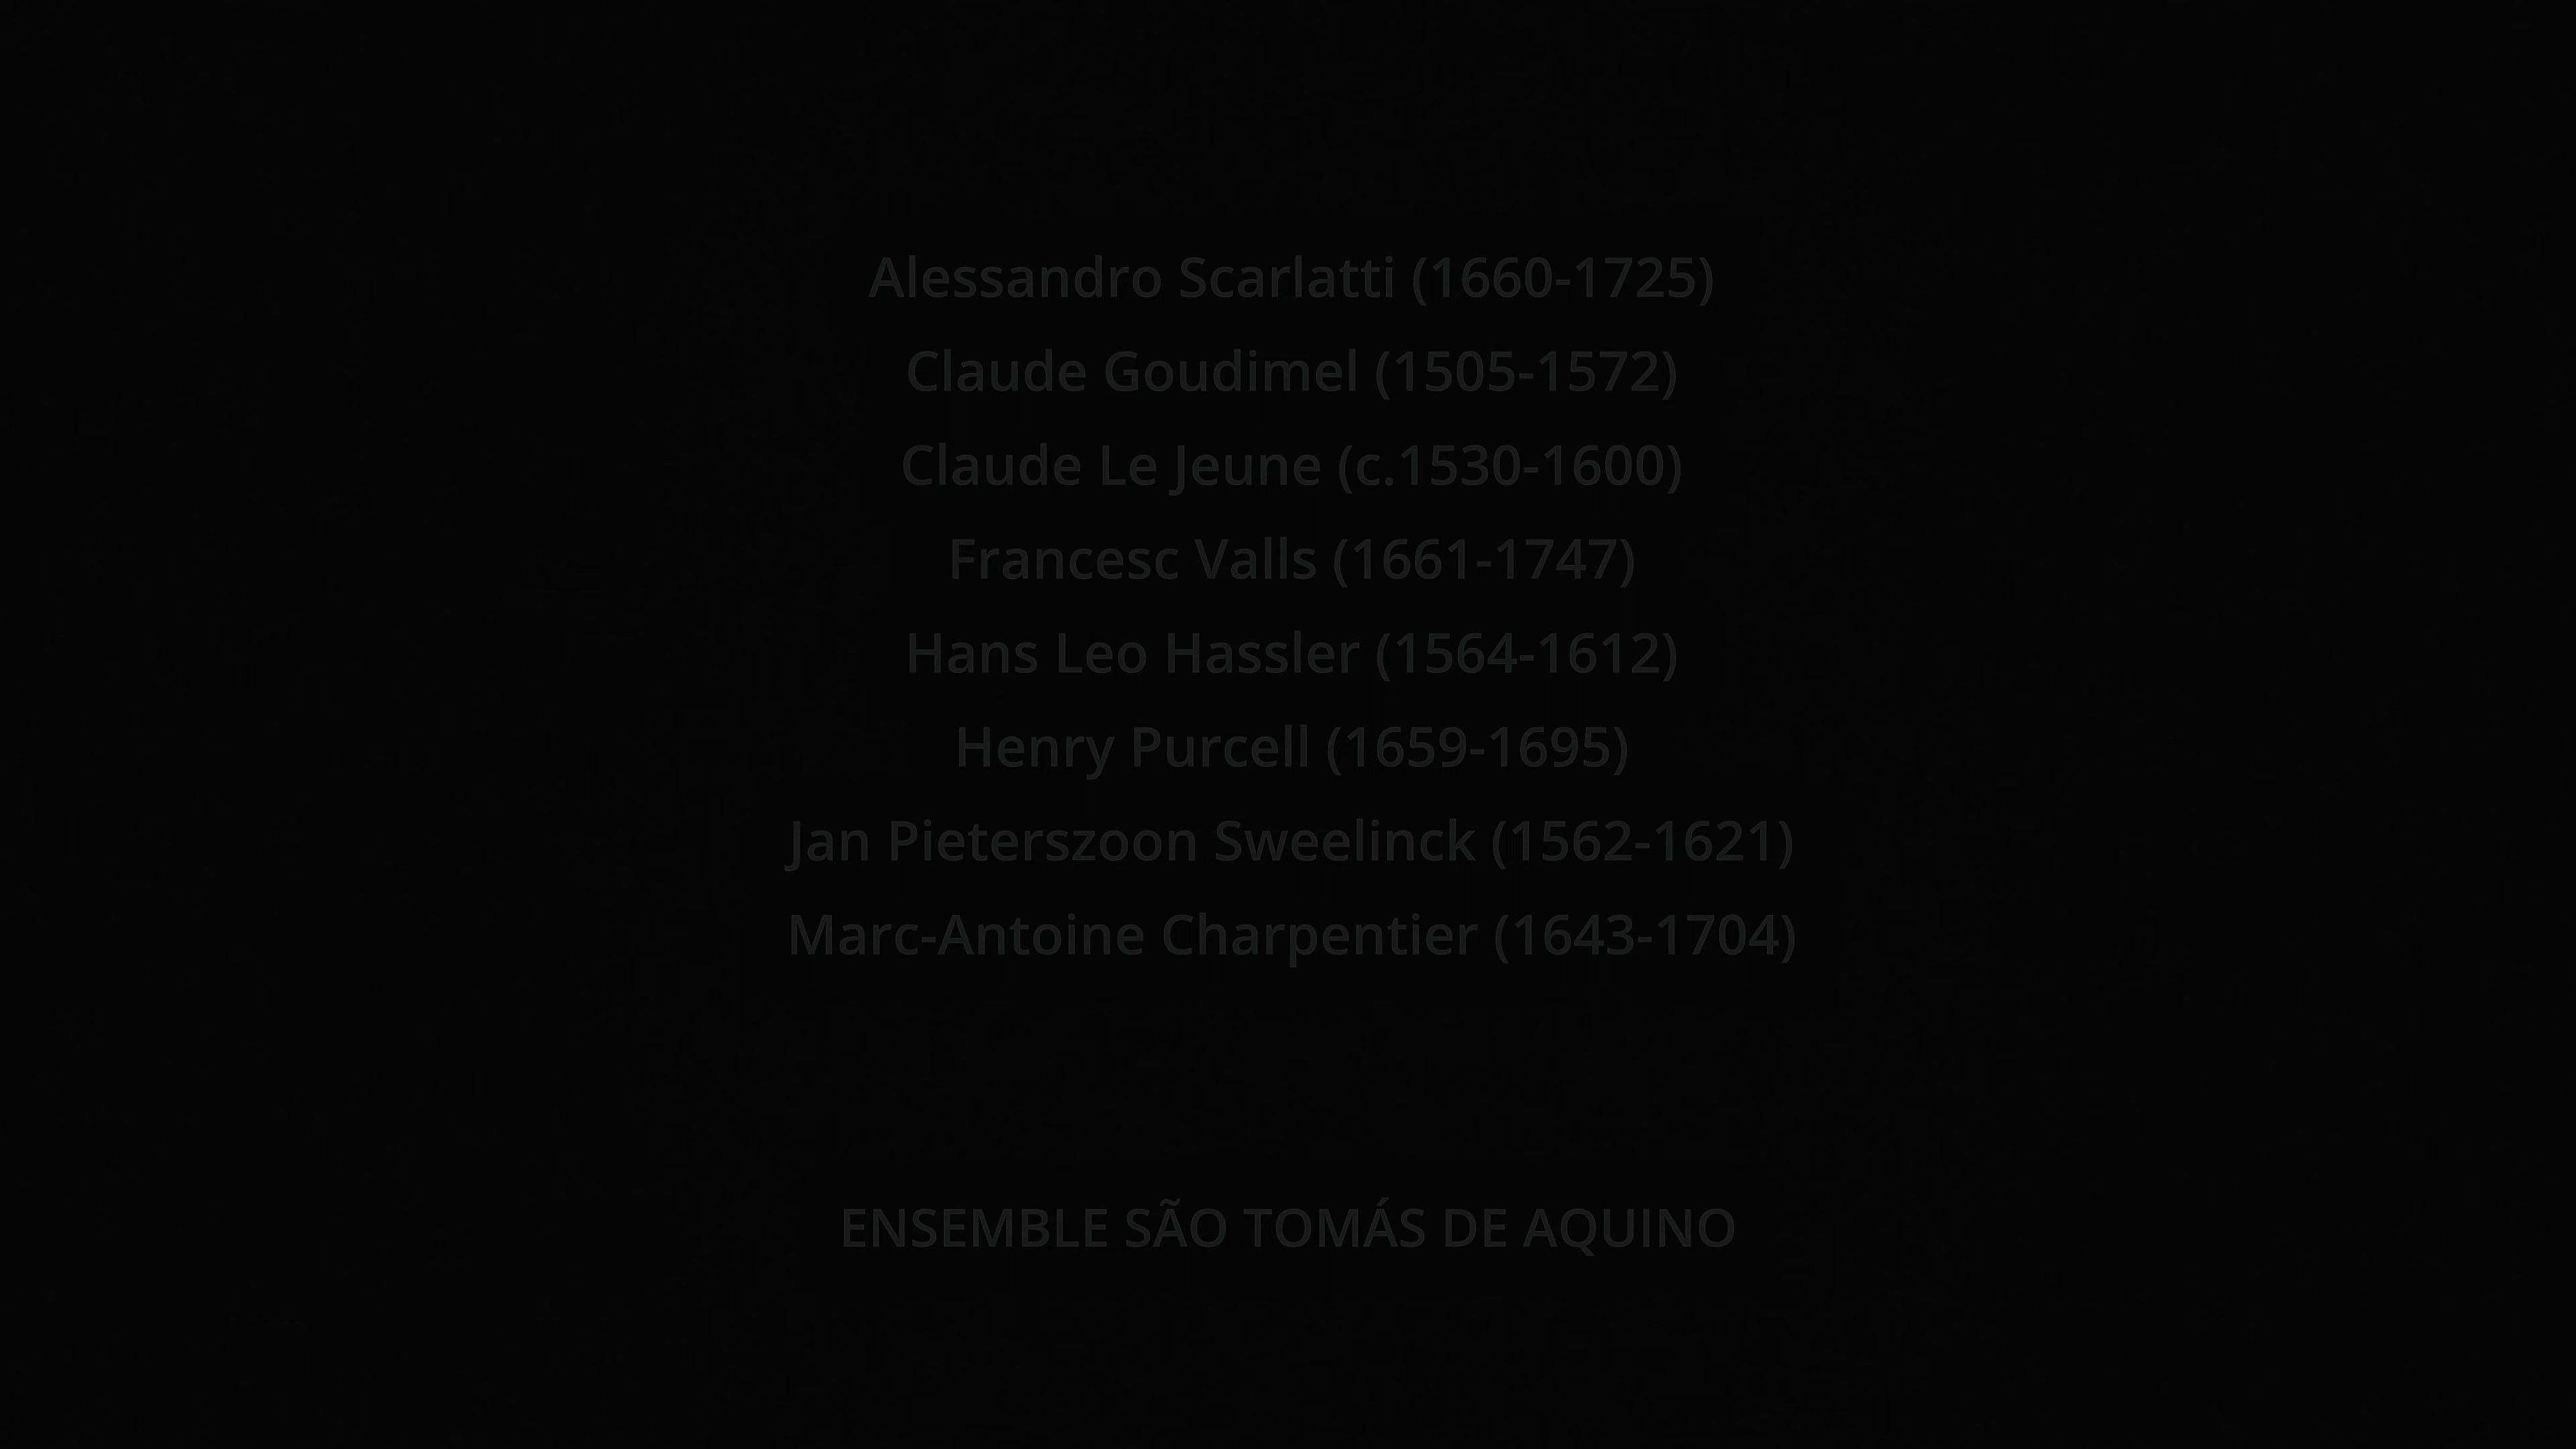 Alessandro Scarlatti (1660-1725)
Claude Goudimel (1505-1572)
Claude Le Jeune (c.1530-1600)
Francesc Valls (1661-1747)
Hans Leo Hassler (1564-1612)
Henry Purcell (1659-1695)
Jan Pieterszoon Sweelinck (1562-1621)
Marc-Antoine Charpentier (1643-1704)
ENSEMBLE SÃO TOMÁS DE AQUINO